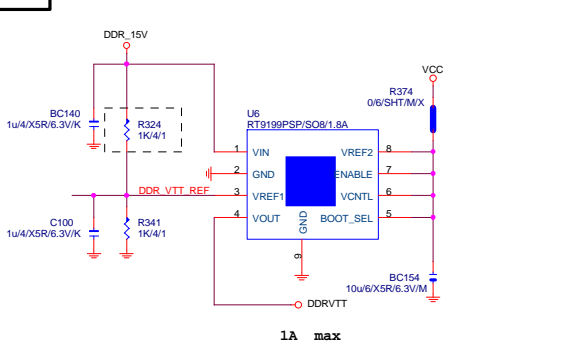 DDR_15V
VCC
R374
0/6/SHT/M/X
BC140
1u/4/X5R/6.3V/K
R324
1K/4/1
U6
RT9199PSP/SO8/1.8A
1 VIN VREF2 8
2 GND ENABLE 7
DDR_VTT_REF 3 VREF1 VCNTL 6
4 VOUT BOOT_SEL 5
GND
9
C100
1u/4/X5R/6.3V/K
R341
1K/4/1
BC154
10u/6/X5R/6.3V/M
DDRVTT
1A max